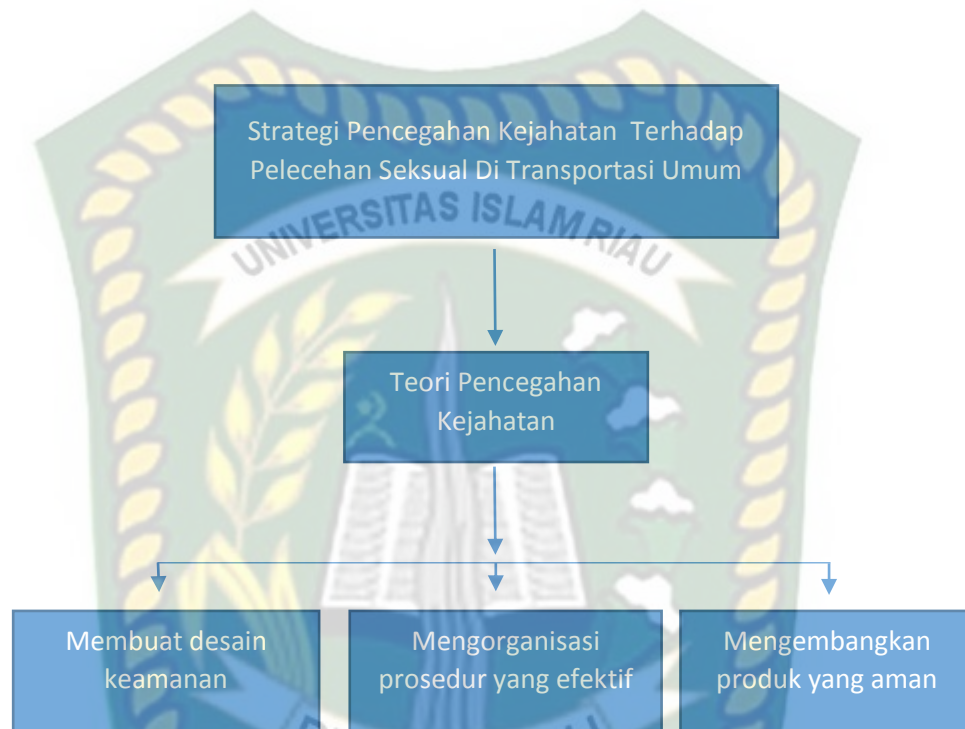 Strategi Pencegahan Kejahatan Terhadap
Pelecehan Seksual Di Transportasi Umum
UNIVERSITAS ISLAM RIAU
Teori Pencegahan
Kejahatan
Membuat desain
keamanan
Mengorganisasi
prosedur yang efektif
Mengembangkan
produk yang aman